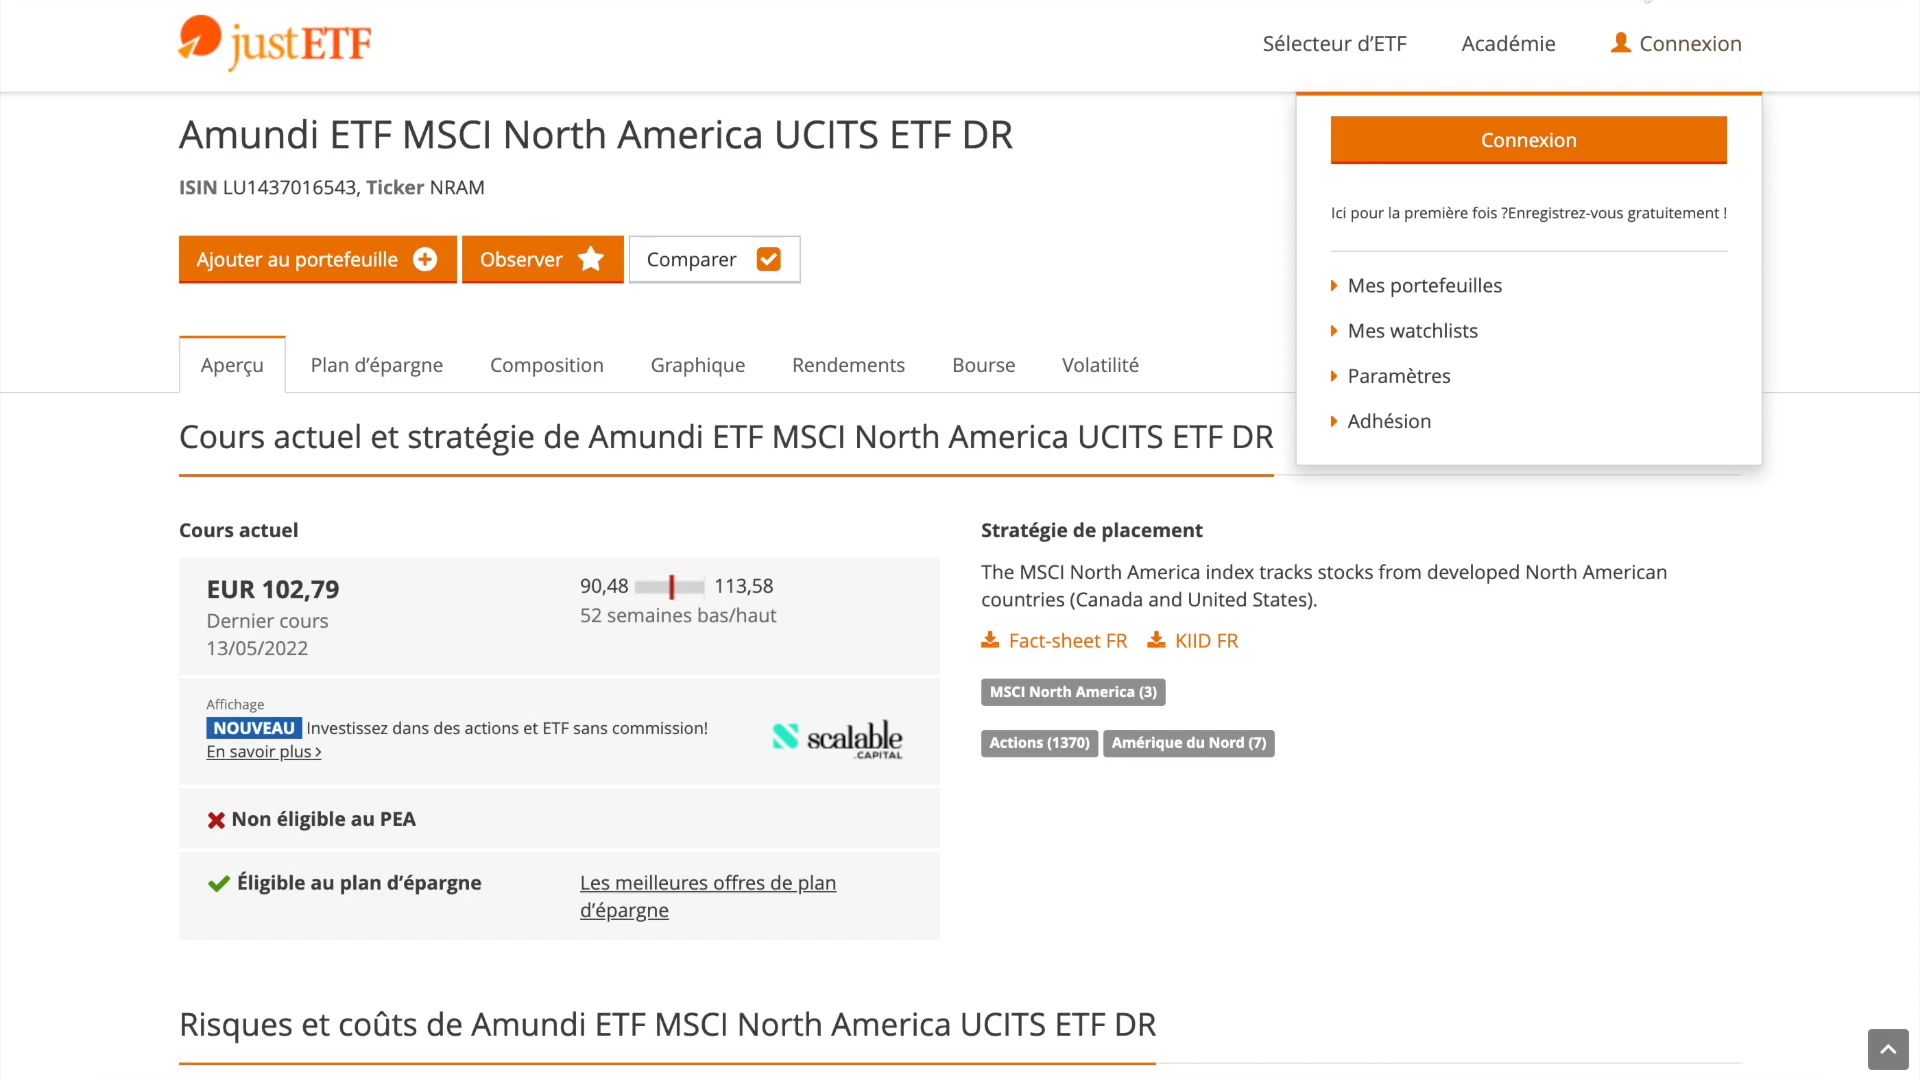 justETF
Sélecteur d’ETF
Académie
Connexion
Amundi ETF MSCI North America UCITS ETF DR
ISIN LU1437016543, Ticker NRAM
Ajouter au portefeuille
Observer
Comparer
Connexion
Ici pour la première fois ?Enregistrez-vous gratuitement !
Mes portefeuilles
Mes watchlists
Paramètres
Adhésion
Aperçu
Plan d’épargne
Composition
Graphique
Rendements
Bourse
Volatilité
Cours actuel et stratégie de Amundi ETF MSCI North America UCITS ETF DR
Cours actuel
EUR 102,79
Dernier cours
13/05/2022
90,48 113,58
52 semaines bas/haut
Affichage
NOUVEAU Investissez dans des actions et ETF sans commission!
En savoir plus ›
scalable
.CAPITAL
Non éligible au PEA
Éligible au plan d’épargne
Les meilleures offres de plan
d’épargne
Stratégie de placement
The MSCI North America index tracks stocks from developed North American
countries (Canada and United States).
Fact-sheet FR KIID FR
MSCI North America (3)
Actions (1370) Amérique du Nord (7)
Risques et coûts de Amundi ETF MSCI North America UCITS ETF DR